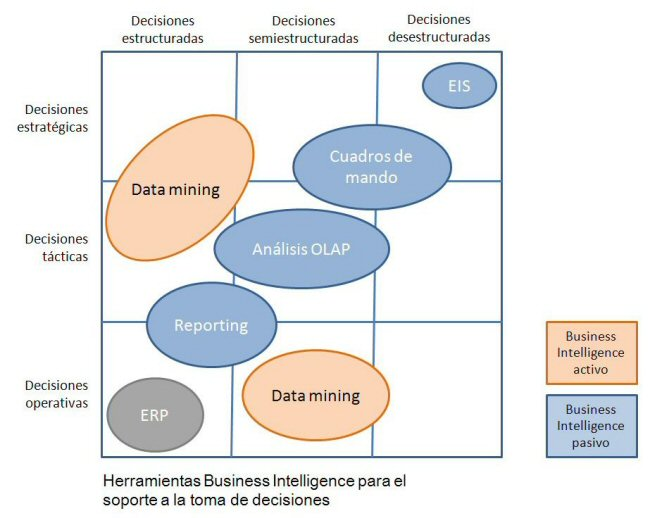 Decisiones
estructuradas
Decisiones
semiestructuradas
Decisiones
desestructuradas
Decisiones
estratégicas
EIS
Cuadros de
mando
Data mining
Decisiones
tácticas
Análisis OLAP
Reporting
Decisiones
operativas
ERP
Data mining
Business
Intelligence
activo
Business
Intelligence
pasivo
Herramientas Business Intelligence para el
soporte a la toma de decisiones